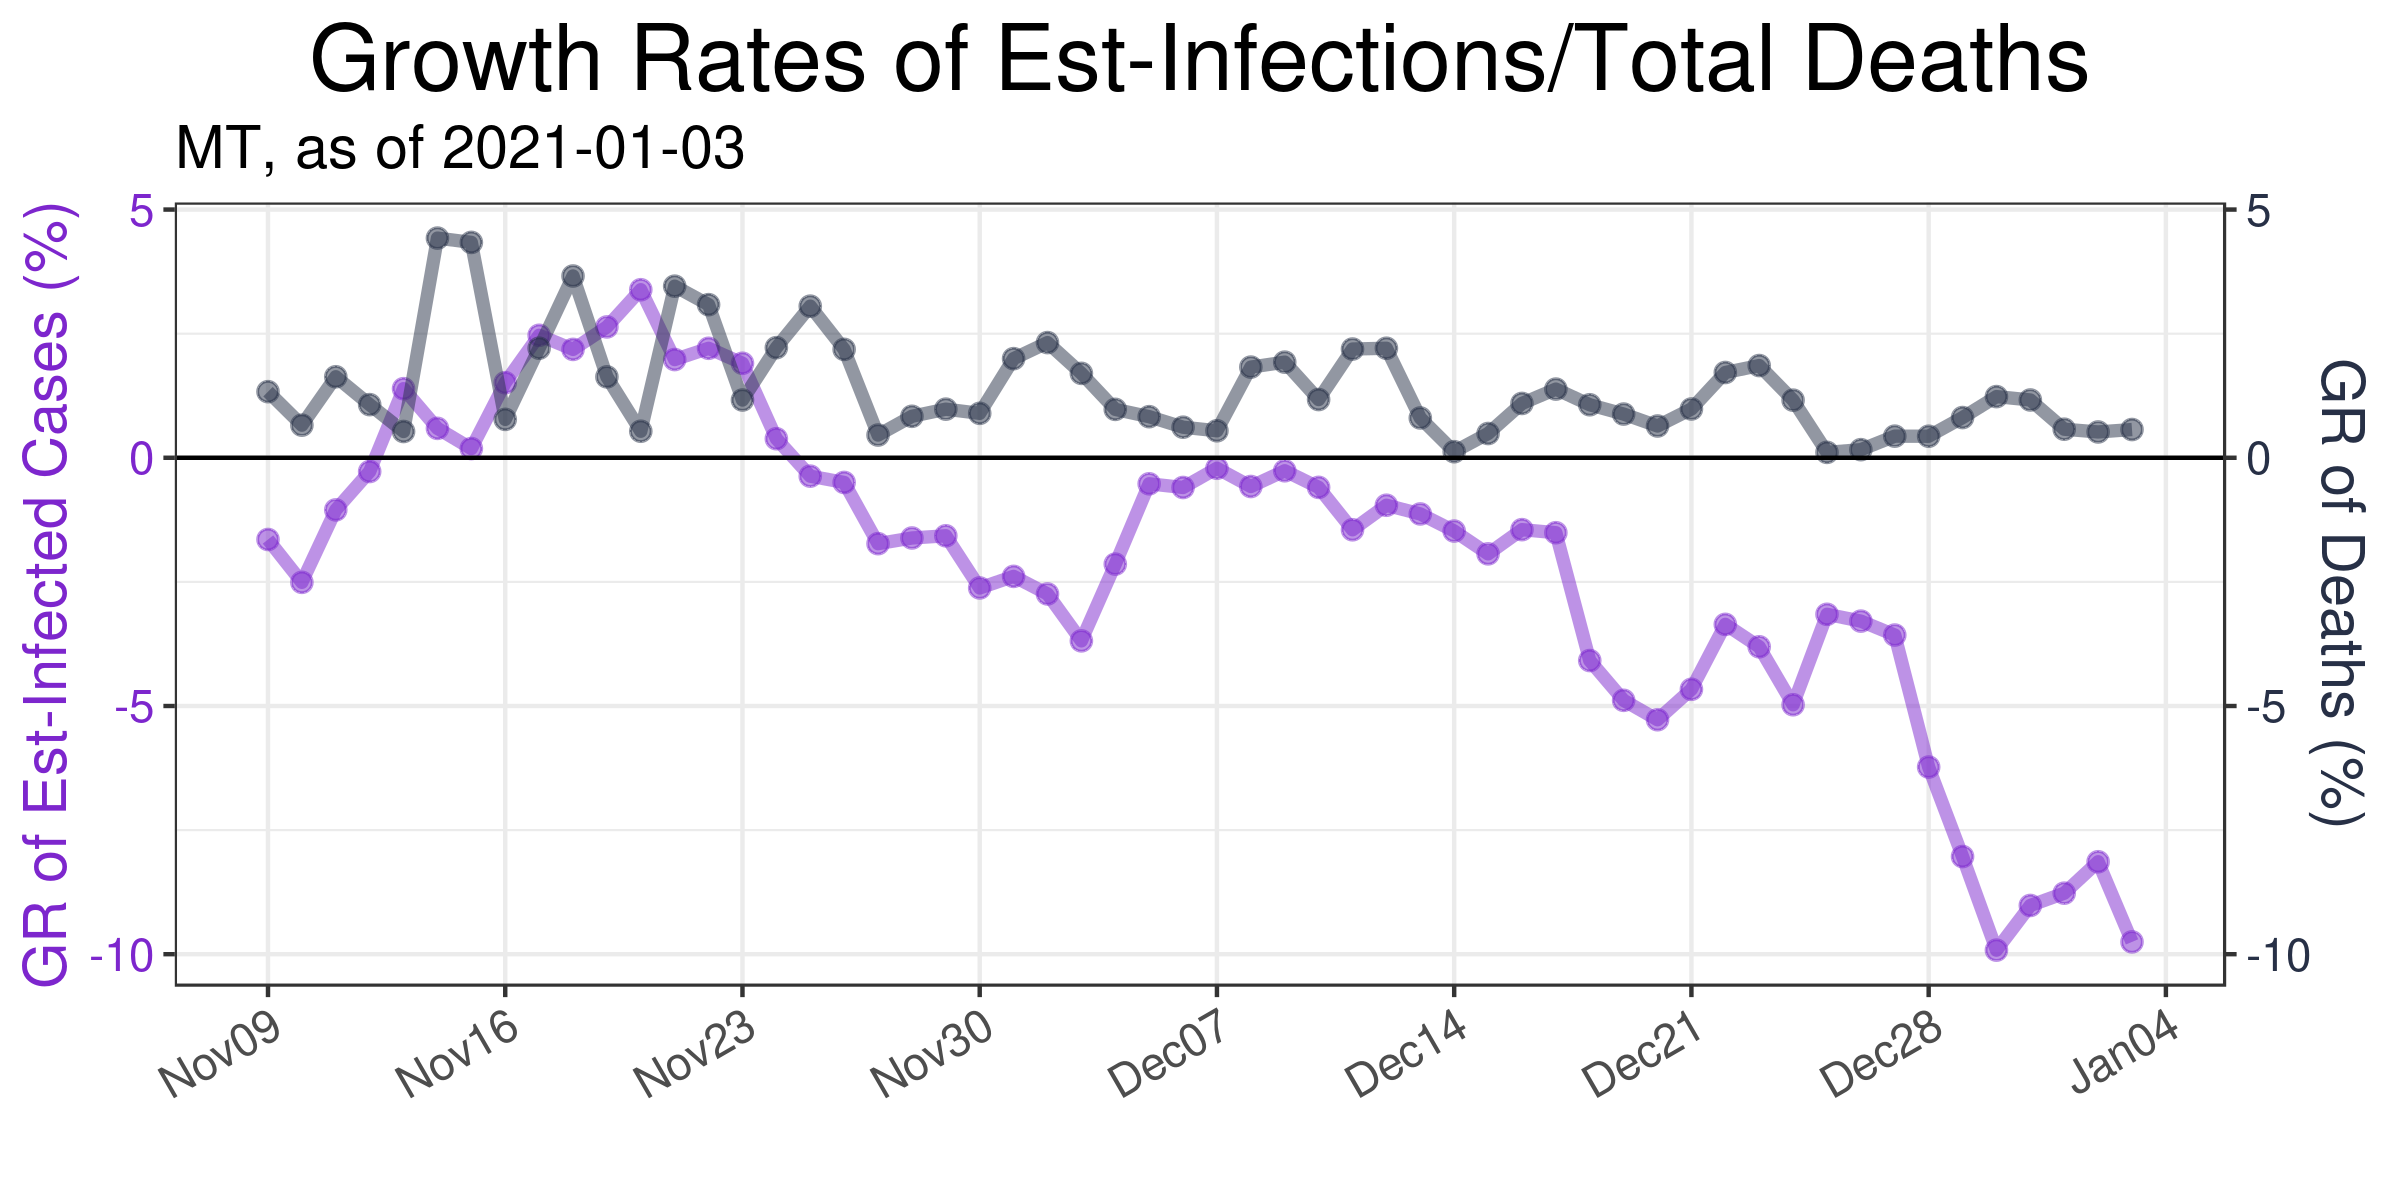 Growth Rates of Est-Infections/Total Deaths
MT, as of 2021-01-03
GR of Est-Infected Cases (%)
5
0
-5
-10
5
0
-5
-10
GR of Deaths (%)
Nov09
Nov16
Nov23
Nov30
Dec07
Dec14
Dec21
Dec28
Jan04